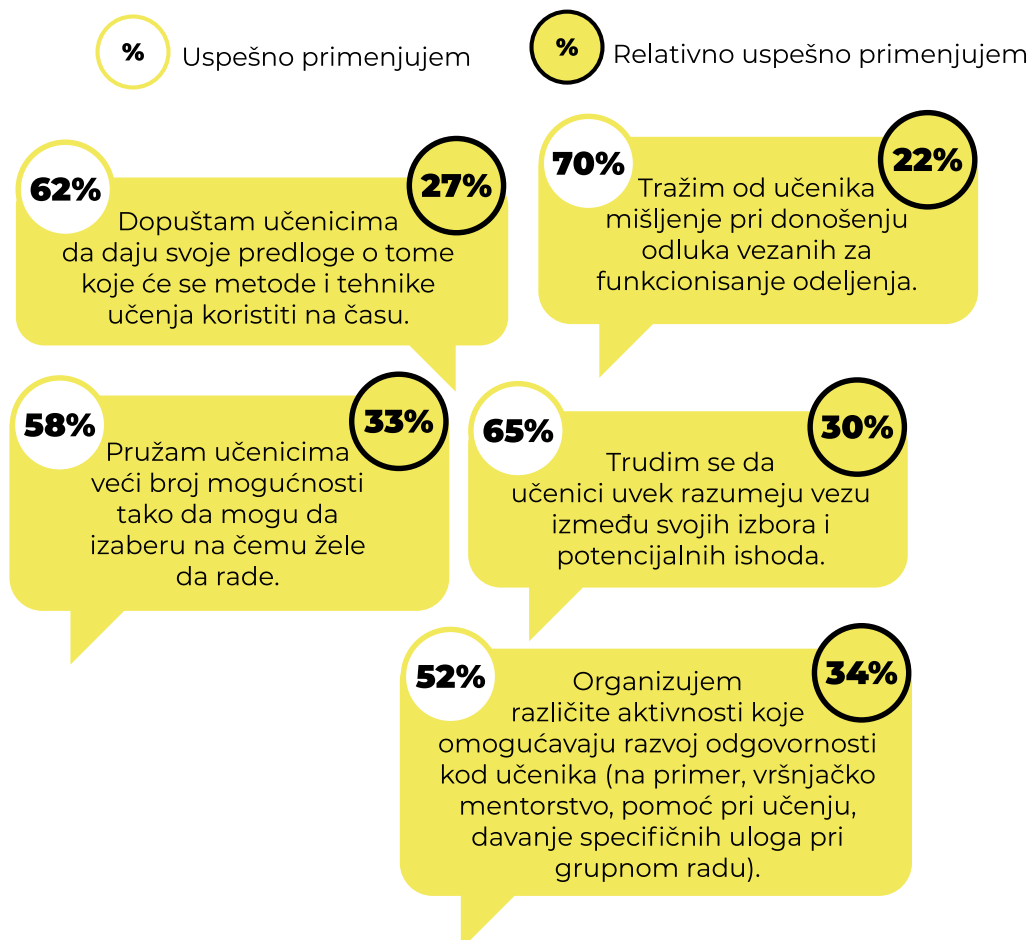 % Uspešno primenjujem
% Relativno uspešno primenjujem
62%
27%
Dopuštam učenicima
da daju svoje predloge o tome
koje će se metode i tehnike
učenja koristiti na času.
70%
22%
Tražim od učenika
mišljenje pri donošenju
odluka vezanih za
funkcionisanje odeljenja.
58%
33%
Pružam učenicima
veći broj mogućnosti
tako da mogu da
izaberu na čemu žele
da rade.
65%
30%
Trudim se da
učenici uvek razumeju vezu
između svojih izbora i
potencijalnih ishoda.
52%
34%
Organizujem
različite aktivnosti koje
omogućavaju razvoj odgovornosti
kod učenika (na primer, vršnjačko
mentorstvo, pomoć pri učenju,
davanje specifičnih uloga pri
grupnom radu).